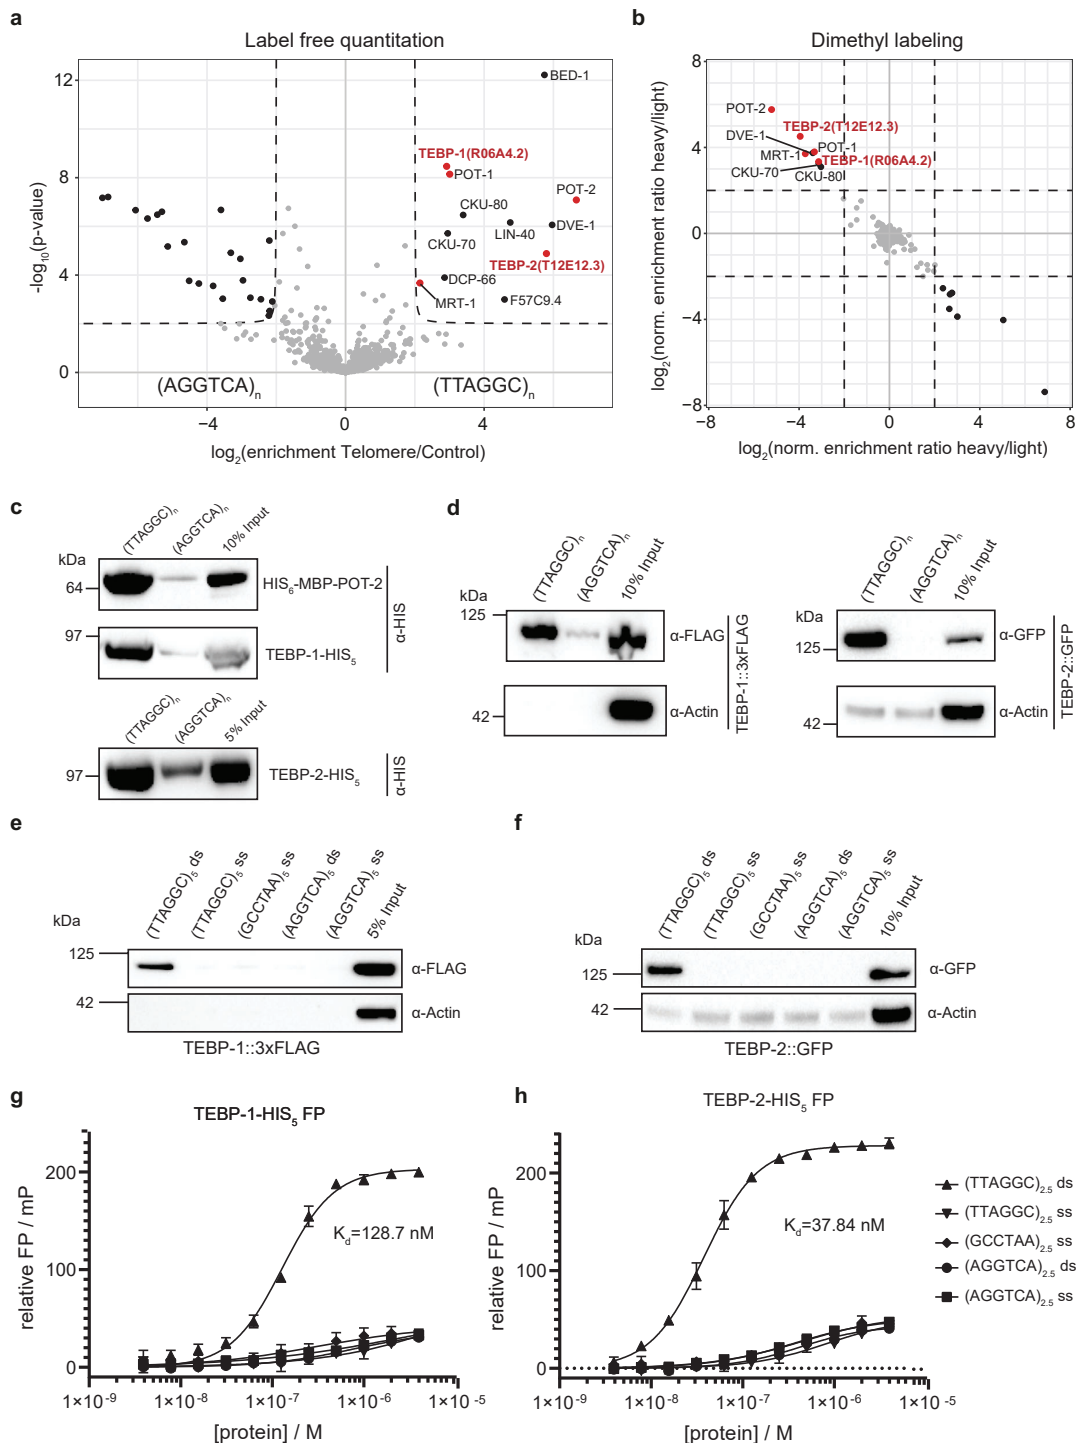 a
Label free quantitation
12
8
4
0
-log10(p-value)
BED-1
TEBP-1(R06A4.2)
POT-1
POT-2
CKU-80
LIN-40
DVE-1
CKU-70
TEBP-2(T12E12.3)
DCP-66
MRT-1
F57C9.4
(AGGTCA)n
(TTAGGC)n
−4
0
4
log2(enrichment Telomere/Control)
b
Dimethyl labeling
8
4
0
−4
−8
log2(norm. enrichment ratio heavy/light)
POT-2
TEBP-2(T12E12.3)
DVE-1
POT-1
MRT-1
TEBP-1(R06A4.2)
CKU-70
CKU-80
−8
−4
0
4
8
log2(norm. enrichment ratio heavy/light)
c
(TTAGGC)n
(AGGTCA)n
10% Input
kDa
64
HIS6-MBP-POT-2
97
TEBP-1-HIS5
α-HIS
(TTAGGC)n
(AGGTCA)n
5% Input
97
TEBP-2-HIS5
α-HIS
d
(TTAGGC)n
(AGGTCA)n
10% Input
kDa
125
α-FLAG
42
α-Actin
TEBP-1::3xFLAG
(TTAGGC)n
(AGGTCA)n
10% Input
kDa
125
α-GFP
42
α-Actin
TEBP-2::GFP
e
(TTAGGC)5 ds
(TTAGGC)5 ss
(GCCTAA)5 ss
(AGGTCA)5 ds
(AGGTCA)5 ss
5% Input
kDa
125
α-FLAG
42
α-Actin
TEBP-1::3xFLAG
f
(TTAGGC)5 ds
(TTAGGC)5 ss
(GCCTAA)5 ss
(AGGTCA)5 ds
(AGGTCA)5 ss
10% Input
kDa
125
α-GFP
42
α-Actin
TEBP-2::GFP
g
TEBP-1-HIS5 FP
200
100
0
relative FP / mP
Kd=128.7 nM
1×10-9
1×10-8
1×10-7
1×10-6
1×10-5
[protein] / M
h
TEBP-2-HIS5 FP
200
100
0
relative FP / mP
Kd=37.84 nM
1×10-9
1×10-8
1×10-7
1×10-6
1×10-5
[protein] / M
(TTAGGC)2.5 ds
(TTAGGC)2.5 ss
(GCCTAA)2.5 ss
(AGGTCA)2.5 ds
(AGGTCA)2.5 ss